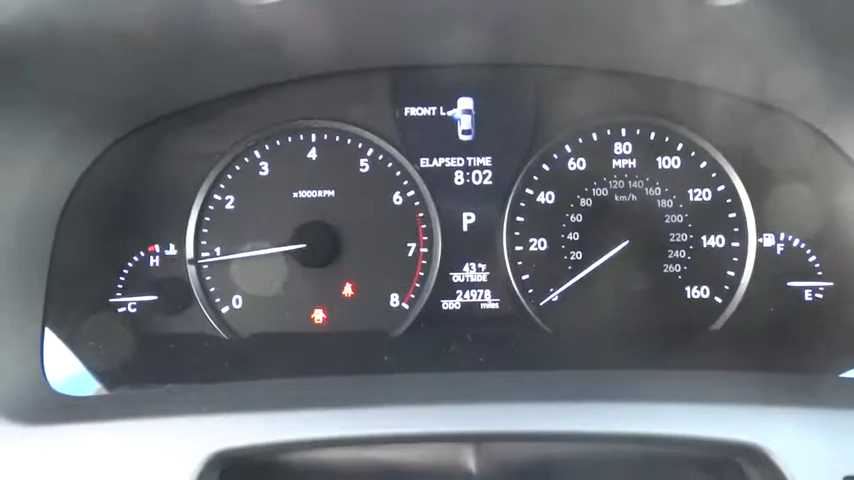 FRONT L
ELAPSED TIME
8:02
P
43°F
OUTSIDE
24978
ODO miles
H
C
0
1
2
3
4
5
6
7
8
x1000RPM
20
40
60
80
100
120
140
160
MPH
20
40
60
80
100
120
140
160
180
200
220
240
260
km/h
F
E